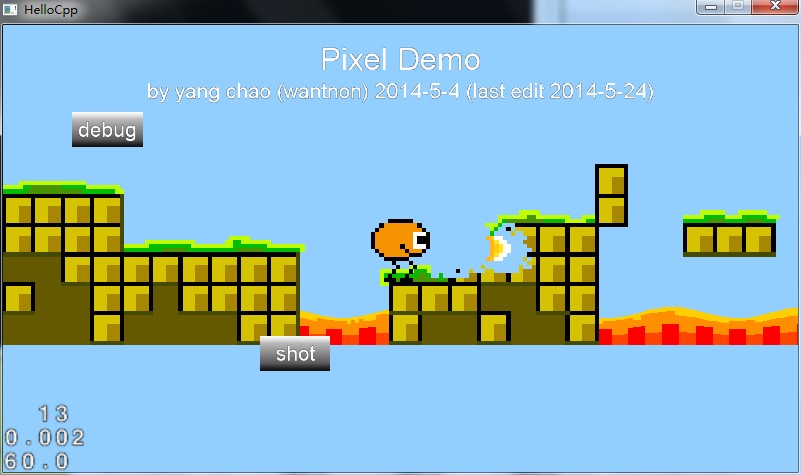 HelloCpp
Pixel Demo
by yang chao (wantnon) 2014-5-4 (last edit 2014-5-24)
debug
shot
13
0.002
60.0